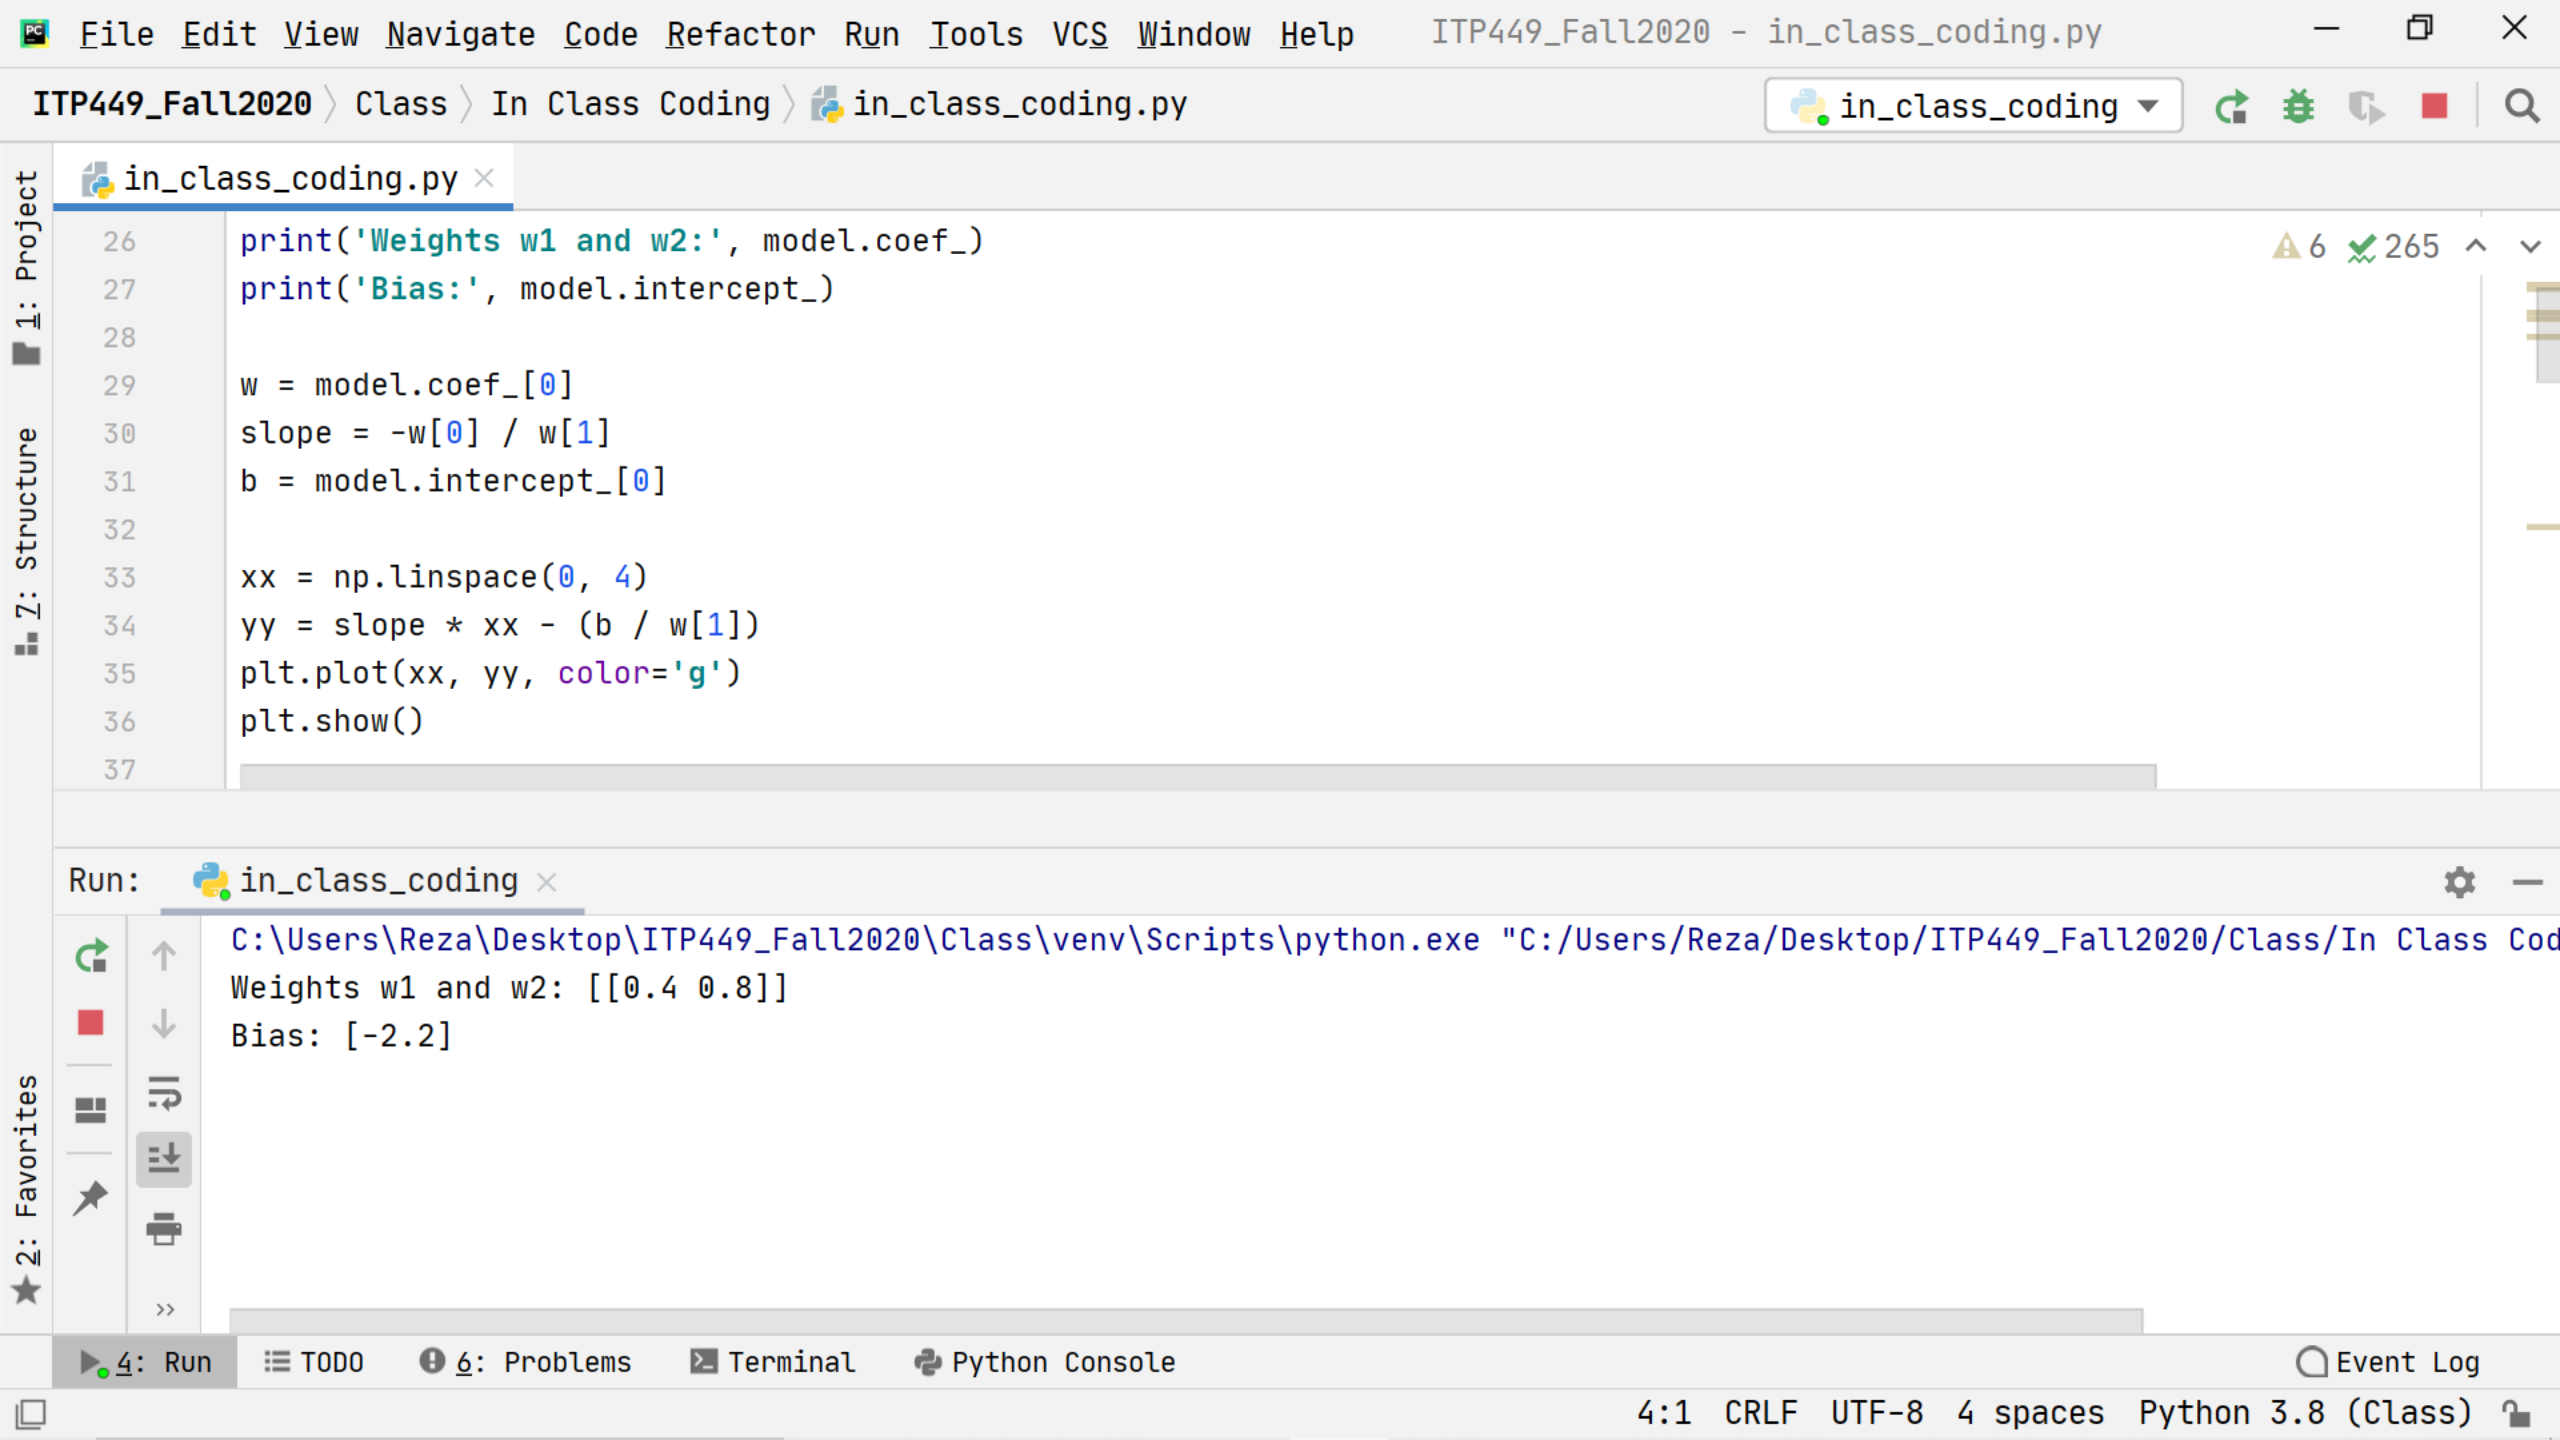 PC File Edit View Navigate Code Refactor Run Tools VCS Window Help ITP449_Fall2020 - in_class_coding.py
ITP449_Fall2020 Class In Class Coding in_class_coding.py in_class_coding
in_class_coding.py
1: Project
7: Structure
2: Favorites
6 265
26 print('Weights w1 and w2:', model.coef_)
27 print('Bias:', model.intercept_)
28
29 w = model.coef_[0]
30 slope = -w[0] / w[1]
31 b = model.intercept_[0]
32
33 xx = np.linspace(0, 4)
34 yy = slope * xx - (b / w[1])
35 plt.plot(xx, yy, color='g')
36 plt.show()
37
Run: in_class_coding
C:\Users\Reza\Desktop\ITP449_Fall2020\Class\venv\Scripts\python.exe "C:/Users/Reza/Desktop/ITP449_Fall2020/Class/In Class Cod
Weights w1 and w2: [[0.4 0.8]]
Bias: [-2.2]
4: Run TODO 6: Problems Terminal Python Console Event Log
4:1 CRLF UTF-8 4 spaces Python 3.8 (Class)